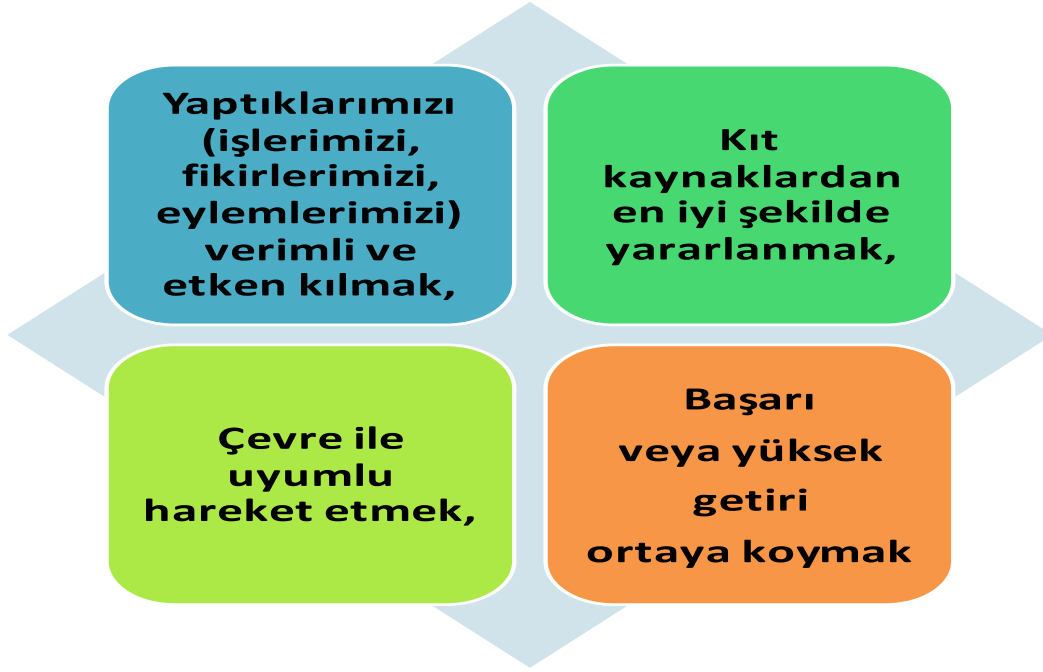 Yaptıklarımızı
(işlerimizi,
fikirlerimizi,
eylemlerimizi)
verimli ve
etken kılmak,
Kıt
kaynaklardan
en iyi şekilde
yararlanmak,
Çevre ile
uyumlu
hareket etmek,
Başarı
veya yüksek
getiri
ortaya koymak